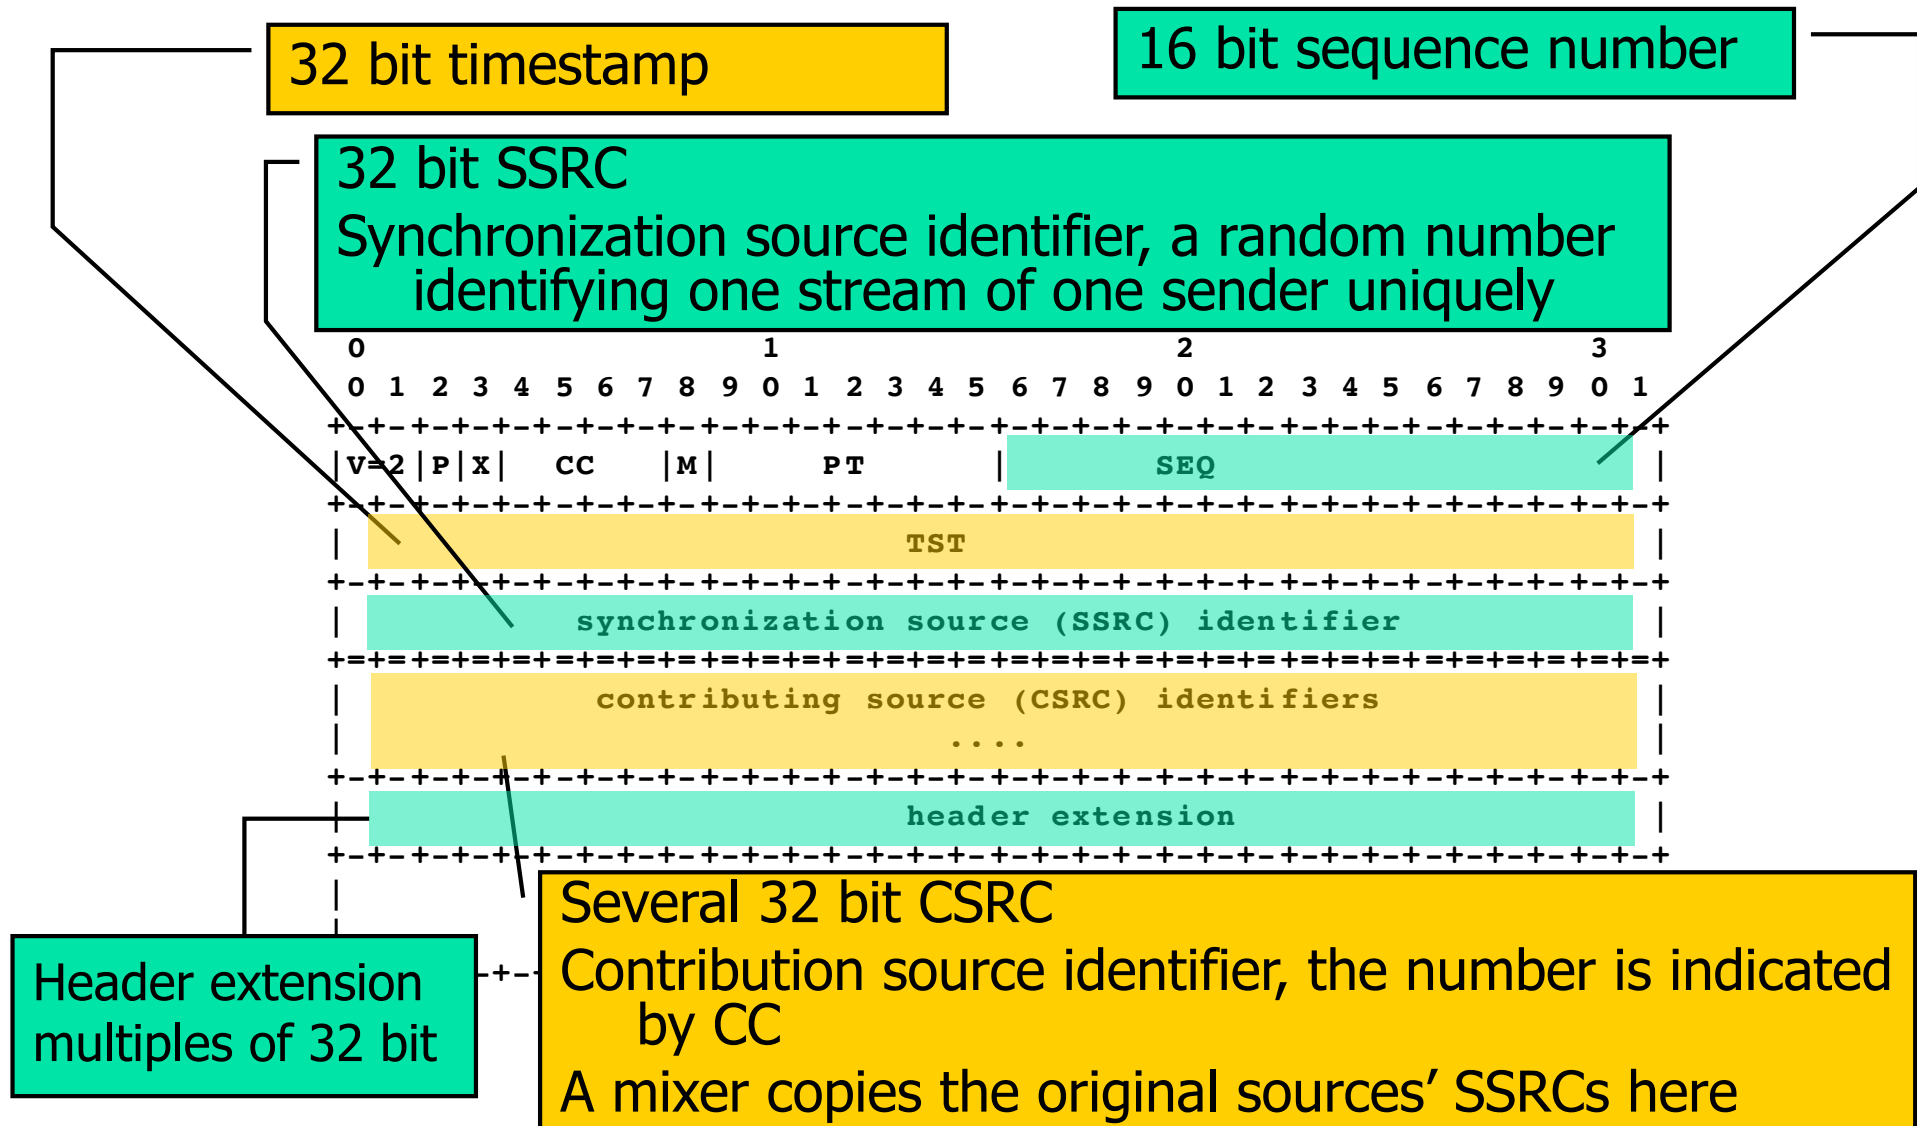 32 bit timestamp
16 bit sequence number
32 bit SSRC
Synchronization source identifier, a random number
identifying one stream of one sender uniquely
0 1 2 3
0 1 2 3 4 5 6 7 8 9 0 1 2 3 4 5 6 7 8 9 0 1 2 3 4 5 6 7 8 9 0 1
+-+-+-+-+-+-+-+-+-+-+-+-+-+-+-+-+-+-+-+-+-+-+-+-+-+-+-+-+-+-+-+-+
|V=2|P|X| CC |M| PT | SEQ |
+-+-+-+-+-+-+-+-+-+-+-+-+-+-+-+-+-+-+-+-+-+-+-+-+-+-+-+-+-+-+-+-+
| TST |
+-+-+-+-+-+-+-+-+-+-+-+-+-+-+-+-+-+-+-+-+-+-+-+-+-+-+-+-+-+-+-+-+
| synchronization source (SSRC) identifier |
+=+=+=+=+=+=+=+=+=+=+=+=+=+=+=+=+=+=+=+=+=+=+=+=+=+=+=+=+=+=+=+=+
| contributing source (CSRC) identifiers |
| .... |
+-+-+-+-+-+-+-+-+-+-+-+-+-+-+-+-+-+-+-+-+-+-+-+-+-+-+-+-+-+-+-+-+
| header extension |
+-+-+-+-+-+-+-+-+-+-+-+-+-+-+-+-+-+-+-+-+-+-+-+-+-+-+-+-+-+-+-+-+
|
|
-+-
Header extension
multiples of 32 bit
Several 32 bit CSRC
Contribution source identifier, the number is indicated
by CC
A mixer copies the original sources’ SSRCs here